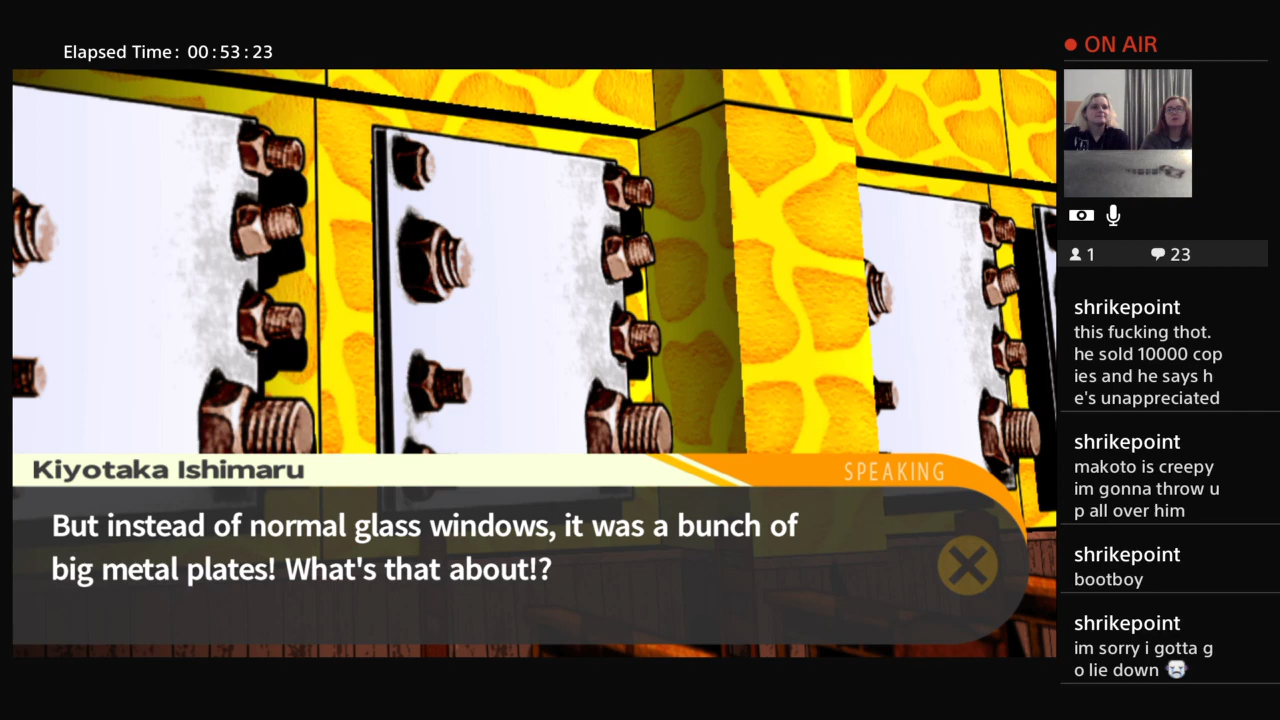 Elapsed Time: 00:53:23
ON AIR
1
23
shrikepoint
this fucking thot.
he sold 10000 cop
ies and he says h
e's unappreciated
shrikepoint
makoto is creepy
im gonna throw u
p all over him
shrikepoint
bootboy
shrikepoint
im sorry i gotta g
o lie down
Kiyotaka Ishimaru
SPEAKING
But instead of normal glass windows, it was a bunch of
big metal plates! What's that about!?